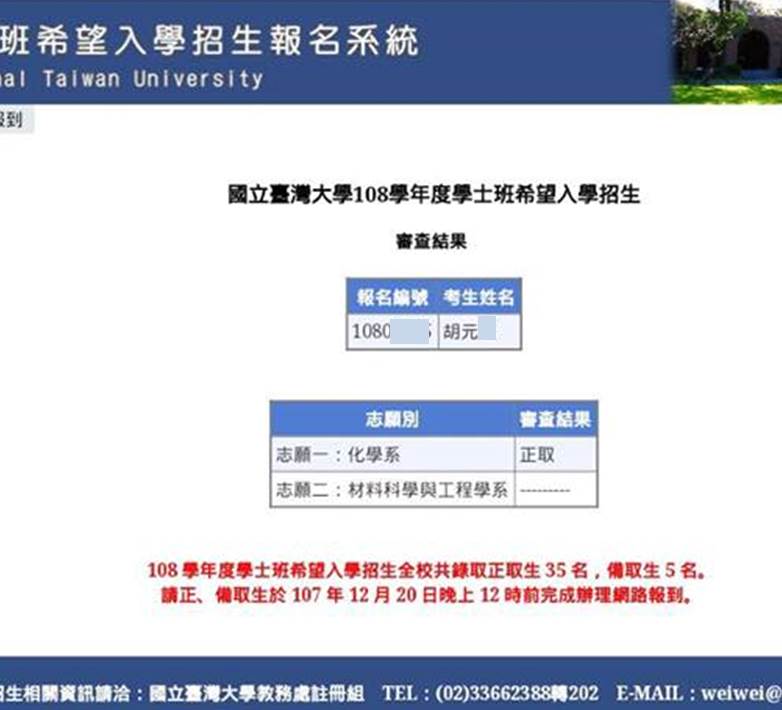 班希望入學招生報名系統
nal Taiwan University
報到
國立臺灣大學108學年度學士班希望入學招生
審查結果
報名編號 考生姓名
1080 5 胡元
志願別 審查結果
志願一：化學系 正取
志願二：材料科學與工程學系 ---------
108 學年度學士班希望入學招生全校共錄取正取生 35 名，備取生 5 名。
請正、備取生於 107 年 12 月 20 日晚上 12 時前完成辦理網路報到。
招生相關資訊請洽：國立臺灣大學教務處註冊組 TEL：(02)33662388轉202 E-MAIL：weiwei@